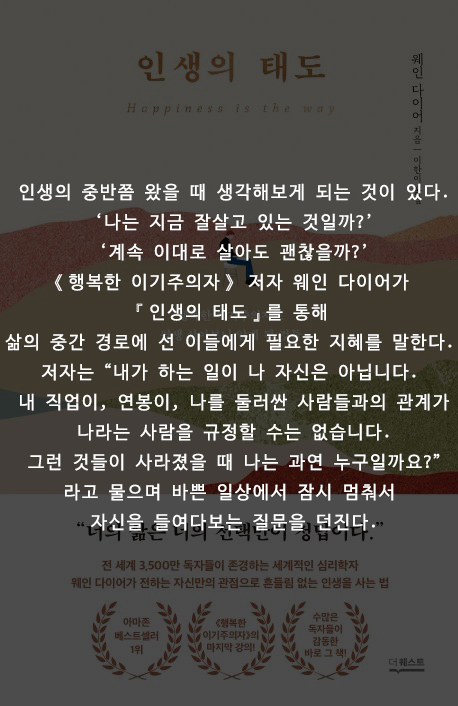 인생의 태도
Happiness is the way
웨인 다이어 지음
인생의 중반쯤 왔을 때 생각해보게 되는 것이 있다.
‘나는 지금 잘살고 있는 것일까?’
‘계속 이대로 살아도 괜찮을까?’
《행복한 이기주의자》 저자 웨인 다이어가
『인생의 태도』를 통해
삶의 중간 경로에 선 이들에게 필요한 지혜를 말한다.
저자는 “내가 하는 일이 나 자신은 아닙니다.
내 직업이, 연봉이, 나를 둘러싼 사람들과의 관계가
나라는 사람을 규정할 수는 없습니다.
그런 것들이 사라졌을 때 나는 과연 누구일까요?”
라고 물으며 바쁜 일상에서 잠시 멈춰서
자신을 들여다보는 질문을 던진다.
“너의 삶은 너의 선택만이 정답이다.”
전 세계 3,500만 독자들이 존경하는 세계적인 심리학자
웨인 다이어가 전하는 자신만의 관점으로 흔들림 없는 인생을 사는 법
아마존
베스트셀러
1위
《행복한
이기주의자》의
마지막 강의!
수많은
독자들이
감동한
바로 그 책!
더퀘스트